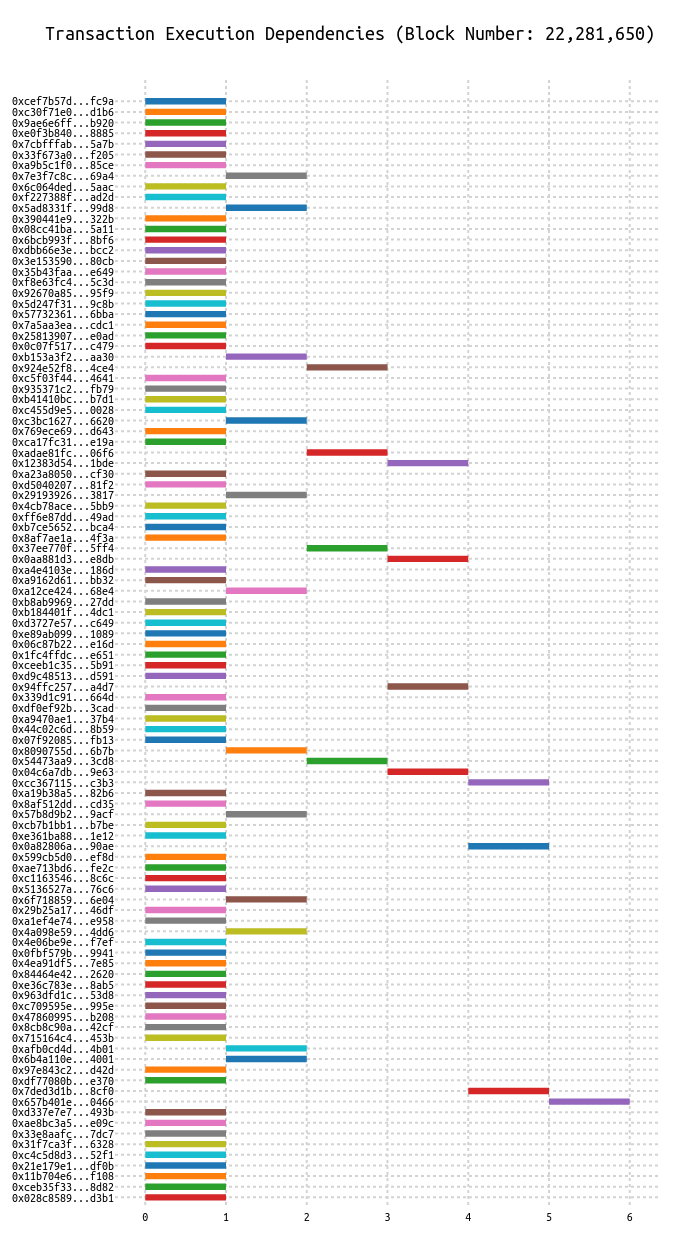 Transaction Execution Dependencies (Block Number: 22,281,650)
0xcef7b57d...fc9a
0xc30f71e0...d1b6
0x9ae6e6ff...b920
0xe0f3b840...8885
0x7cbfffab...5a7b
0x33f673a0...f205
0xa9b5c1f0...85ce
0x7e3f7c8c...69a4
0x6c064ded...5aac
0xf227388f...ad2d
0x5ad8331f...99d8
0x390441e9...322b
0x08cc41ba...5a11
0x6bcb993f...8bf6
0xdbb66e3e...bcc2
0x3e153590...80cb
0x35b43faa...e649
0xf8e63fc4...5c3d
0x92670a85...95f9
0x5d247f31...9c8b
0x57732361...6bba
0x7a5aa3ea...cdc1
0x25813907...e0ad
0x0c07f517...c479
0xb153a3f2...aa30
0x924e52f8...4ce4
0xc5f03f44...4641
0x935371c2...fb79
0xb41410bc...b7d1
0xc455d9e5...0028
0xc3bc1627...6620
0x769ece69...d643
0xca17fc31...e19a
0xadae81fc...06f6
0x12383d54...1bde
0xa23a8050...cf30
0xd5040207...81f2
0x29193926...3817
0x4cb78ace...5bb9
0xff6e87dd...49ad
0xb7ce5652...bca4
0x8af7ae1a...4f3a
0x37ee770f...5ff4
0x0aa881d3...e8db
0xa4e4103e...186d
0xa9162d61...bb32
0xa12ce424...68e4
0xb8ab9969...27dd
0xb184401f...4dc1
0xd3727e57...c649
0xe89ab099...1089
0x06c87b22...e16d
0x1fc4ffdc...e651
0xceeb1c35...5b91
0xd9c48513...d591
0x94ffc257...a4d7
0x339d1c91...664d
0xdf0ef92b...3cad
0xa9470ae1...37b4
0x44c02c6d...8b59
0x07f92085...fb13
0x8090755d...6b7b
0x54473aa9...3cd8
0x04c6a7db...9e63
0xcc367115...c3b3
0xa19b38a5...82b6
0x8af512dd...cd35
0x57b8d9b2...9acf
0xcb7b1bb1...b7be
0xe361ba88...1e12
0x0a82806a...90ae
0x599cb5d0...ef8d
0xae713bd6...fe2c
0xc1163546...8c6c
0x5136527a...76c6
0x6f718859...6e04
0x29b25a17...46df
0xa1ef4e74...e958
0x4a098e59...4dd6
0x4e06be9e...f7ef
0x0fbf579b...9941
0x4ea91df5...7e85
0x84464e42...2620
0xe36c783e...8ab5
0x963dfd1c...53d8
0xc709595e...995e
0x47860995...b208
0x8cb8c90a...42cf
0x715164c4...453b
0xafb0cd4d...4b01
0x6b4a110e...4001
0x97e843c2...d42d
0xdf77080b...e370
0x7ded3d1b...8cf0
0x657b401e...0466
0xd337e7e7...493b
0xae8bc3a5...e09c
0x33e8aafc...7dc7
0x31f7ca3f...6328
0xc4c5d8d3...52f1
0x21e179e1...df0b
0x11b704e6...f108
0xceb35f33...8d82
0x028c8589...d3b1
0 1 2 3 4 5 6